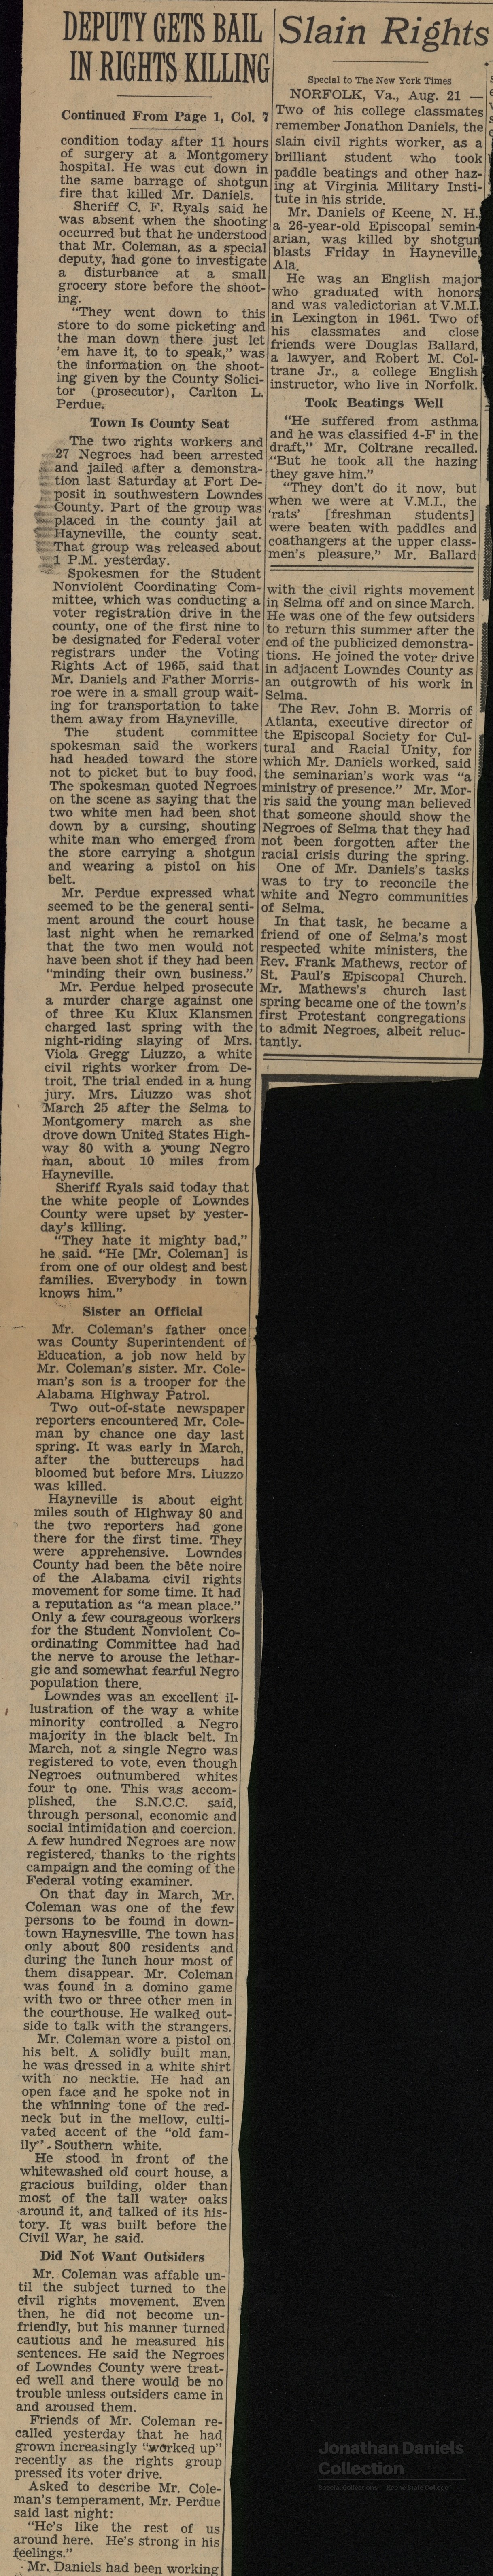 DEPUTY GETS BAIL
IN RIGHTS KILLING
Continued From Page 1, Col. 7
condition today after 11 hours
of surgery at a Montgomery
hospital. He was cut down in
the same barrage of shotgun
fire that killed Mr. Daniels.
Sheriff C. F. Ryals said he
was absent when the shooting
occurred but that he understood
that Mr. Coleman, as a special
deputy, had gone to investigate
a disturbance at a small
grocery store before the shoot-
ing.
"They went down to this
store to do some picketing and
the man down there just let
'em have it, to to speak," was
the information on the shoot-
ing given by the County Solici-
tor (prosecutor), Carlton L.
Perdue.
Town Is County Seat
The two rights workers and
27 Negroes had been arrested
and jailed after a demonstra-
tion last Saturday at Fort De-
posit in southwestern Lowndes
County. Part of the group was
placed in the county jail at
Hayneville, the county seat.
That group was released about
1 P.M. yesterday.
Spokesmen for the Student
Nonviolent Coordinating Com-
mittee, which was conducting a
voter registration drive in the
county, one of the first nine to
be designated for Federal voter
registrars under the Voting
Rights Act of 1965, said that
Mr. Daniels and Father Morris-
roe were in a small group wait-
ing for transportation to take
them away from Hayneville.
The student committee
spokesman said the workers
had headed toward the store
not to picket but to buy food.
The spokesman quoted Negroes
on the scene as saying that the
two white men had been shot
down by a cursing, shouting
white man who emerged from
the store carrying a shotgun
and wearing a pistol on his
belt.
Mr. Perdue expressed what
seemed to be the general senti-
ment around the court house
last night when he remarked
that the two men would not
have been shot if they had been
"minding their own business."
Mr. Perdue helped prosecute
a murder charge against one
of three Ku Klux Klansmen
charged last spring with the
night-riding slaying of Mrs.
Viola Gregg Liuzzo, a white
civil rights worker from De-
troit. The trial ended in a hung
jury. Mrs. Liuzzo was shot
March 25 after the Selma to
Montgomery march as she
drove down United States High-
way 80 with a young Negro
man, about 10 miles from
Hayneville.
Sheriff Ryals said today that
the white people of Lowndes
County were upset by yester-
day's killing.
"They hate it mighty bad,"
he said. "He [Mr. Coleman] is
from one of our oldest and best
families. Everybody in town
knows him."
Sister an Official
Mr. Coleman's father once
was County Superintendent of
Education, a job now held by
Mr. Coleman's sister. Mr. Cole-
man's son is a trooper for the
Alabama Highway Patrol.
Two out-of-state newspaper
reporters encountered Mr. Cole-
man by chance one day last
spring. It was early in March,
after the buttercups had
bloomed but before Mrs. Liuzzo
was killed.
Hayneville is about eight
miles south of Highway 80 and
the two reporters had gone
there for the first time. They
were apprehensive. Lowndes
County had been the bête noire
of the Alabama civil rights
movement for some time. It had
a reputation as "a mean place."
Only a few courageous workers
for the Student Nonviolent Co-
ordinating Committee had had
the nerve to arouse the lethar-
gic and somewhat fearful Negro
population there.
Lowndes was an excellent il-
lustration of the way a white
minority controlled a Negro
majority in the black belt. In
March, not a single Negro was
registered to vote, even though
Negroes outnumbered whites
four to one. This was accom-
plished, the S.N.C.C. said,
through personal, economic and
social intimidation and coercion.
A few hundred Negroes are now
registered, thanks to the rights
campaign and the coming of the
Federal voting examiner.
On that day in March, Mr.
Coleman was one of the few
persons to be found in down-
town Haynesville. The town has
only about 800 residents and
during the lunch hour most of
them disappear. Mr. Coleman
was found in a domino game
with two or three other men in
the courthouse. He walked out-
side to talk with the strangers.
Mr. Coleman wore a pistol on
his belt. A solidly built man,
he was dressed in a white shirt
with no necktie. He had an
open face and he spoke not in
the whinning tone of the red-
neck but in the mellow, culti-
vated accent of the "old fam-
ily" Southern white.
He stood in front of the
whitewashed old court house, a
gracious building, older than
most of the tall water oaks
around it, and talked of its his-
tory. It was built before the
Civil War, he said.
Did Not Want Outsiders
Mr. Coleman was affable un-
til the subject turned to the
civil rights movement. Even
then, he did not become un-
friendly, but his manner turned
cautious and he measured his
sentences. He said the Negroes
of Lowndes County were treat-
ed well and there would be no
trouble unless outsiders came in
and aroused them.
Friends of Mr. Coleman re-
called yesterday that he had
grown increasingly "worked up"
recently as the rights group
pressed its voter drive.
Asked to describe Mr. Cole-
man's temperament, Mr. Perdue
said last night:
"He's like the rest of us
around here. He's strong in his
feelings."
Mr. Daniels had been working
with the civil rights movement
in Selma off and on since March.
He was one of the few outsiders
to return this summer after the
end of the publicized demonstra-
tions. He joined the voter drive
in adjacent Lowndes County as
an outgrowth of his work in
Selma.
The Rev. John B. Morris of
Atlanta, executive director of
the Episcopal Society for Cul-
tural and Racial Unity, for
which Mr. Daniels worked, said
the seminarian's work was "a
ministry of presence." Mr. Mor-
ris said the young man believed
that someone should show the
Negroes of Selma that they had
not been forgotten after the
racial crisis during the spring.
One of Mr. Daniels's tasks
was to try to reconcile the
white and Negro communities
of Selma.
In that task, he became a
friend of one of Selma's most
respected white ministers, the
Rev. Frank Mathews, rector of
St. Paul's Episcopal Church.
Mr. Mathews's church last
spring became one of the town's
first Protestant congregations
to admit Negroes, albeit reluc-
tantly.
Slain Rights
Special to The New York Times
NORFOLK, Va., Aug. 21 —
Two of his college classmates
remember Jonathon Daniels, the
slain civil rights worker, as a
brilliant student who took
paddle beatings and other haz-
ing at Virginia Military Insti-
tute in his stride.
Mr. Daniels of Keene, N. H.,
a 26-year-old Episcopal semin-
arian, was killed by shotgun
blasts Friday in Hayneville,
Ala.
He was an English major
who graduated with honors
and was valedictorian at V.M.I.
in Lexington in 1961. Two of
his classmates and close
friends were Douglas Ballard,
a lawyer, and Robert M. Col-
trane Jr., a college English
instructor, who live in Norfolk.
Took Beatings Well
"He suffered from asthma
and he was classified 4-F in the
draft," Mr. Coltrane recalled.
"But he took all the hazing
they gave him."
"They don't do it now, but
when we were at V.M.I., the
'rats' [freshman students]
were beaten with paddles and
coathangers at the upper class-
men's pleasure," Mr. Ballard
Jonathan Daniels
Collection
Special Collections - Keene State College